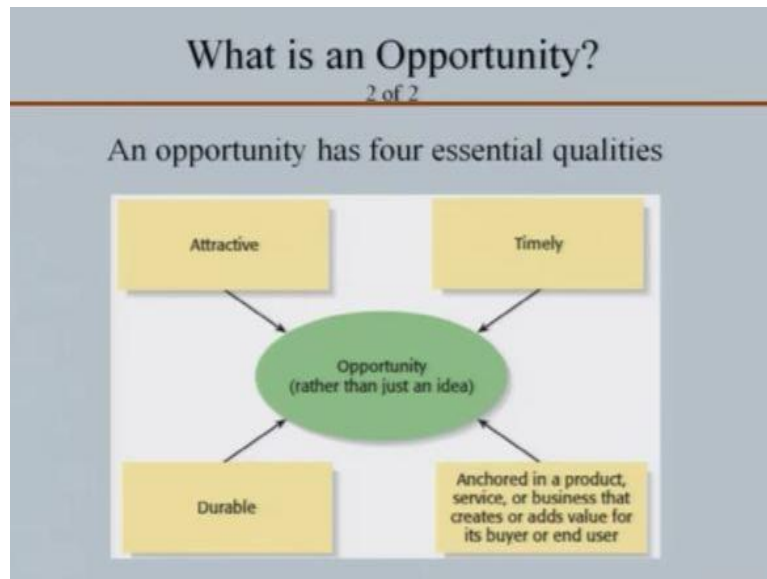 What is an Opportunity?
2 of 2
An opportunity has four essential qualities
Attractive
Timely
Opportunity
(rather than just an idea)
Durable
Anchored in a product,
service, or business that
creates or adds value for
its buyer or end user